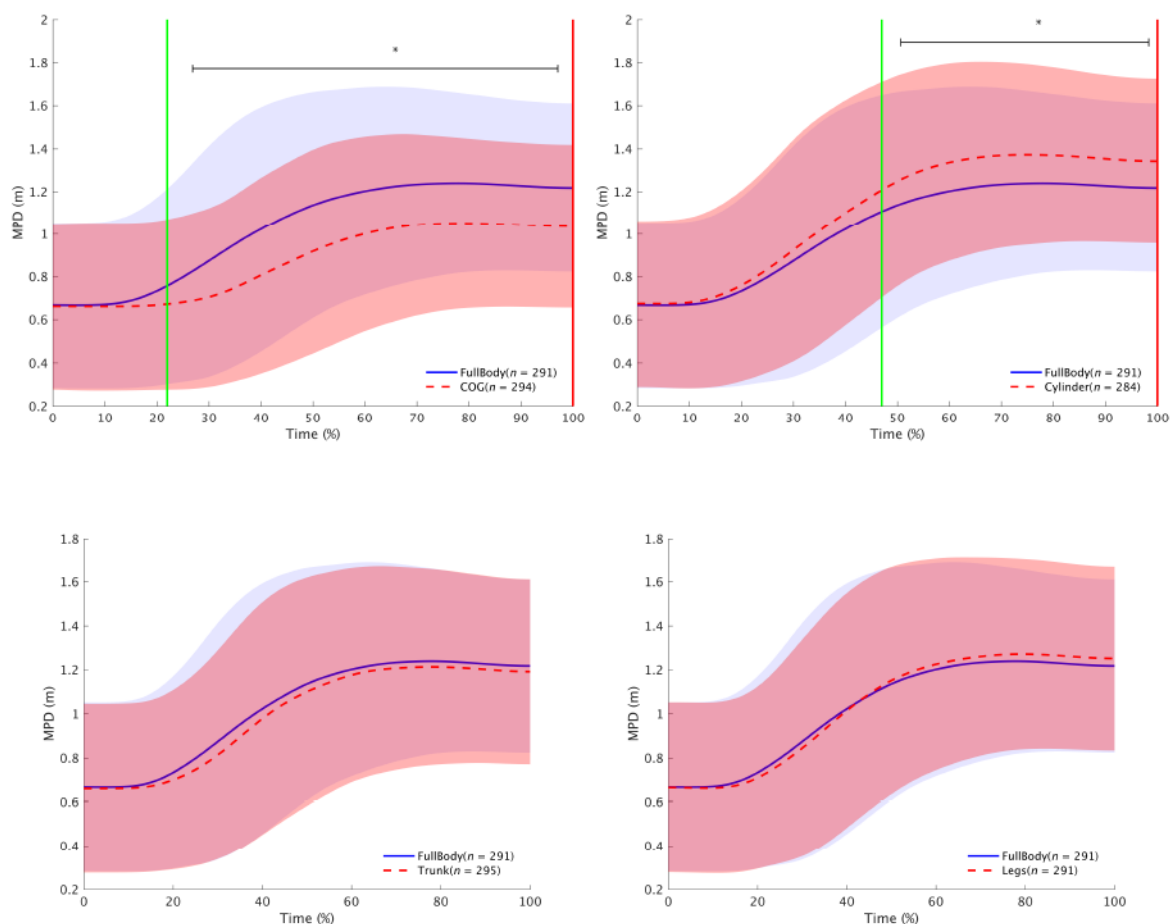 *
2
1.8
1.6
1.4
1.2
1
0.8
0.6
0.4
0.2
MPD (m)
0 10 20 30 40 50 60 70 80 90 100
Time (%)
FullBody(n = 291)
COG(n = 294)
*
2
1.8
1.6
1.4
1.2
1
0.8
0.6
0.4
0.2
MPD (m)
0 10 20 30 40 50 60 70 80 90 100
Time (%)
FullBody(n = 291)
Cylinder(n = 284)
1.8
1.6
1.4
1.2
1
0.8
0.6
0.4
0.2
MPD (m)
0 20 40 60 80 100
Time (%)
FullBody(n = 291)
Trunk(n = 295)
1.8
1.6
1.4
1.2
1
0.8
0.6
0.4
0.2
MPD (m)
0 20 40 60 80 100
Time (%)
FullBody(n = 291)
Legs(n = 291)